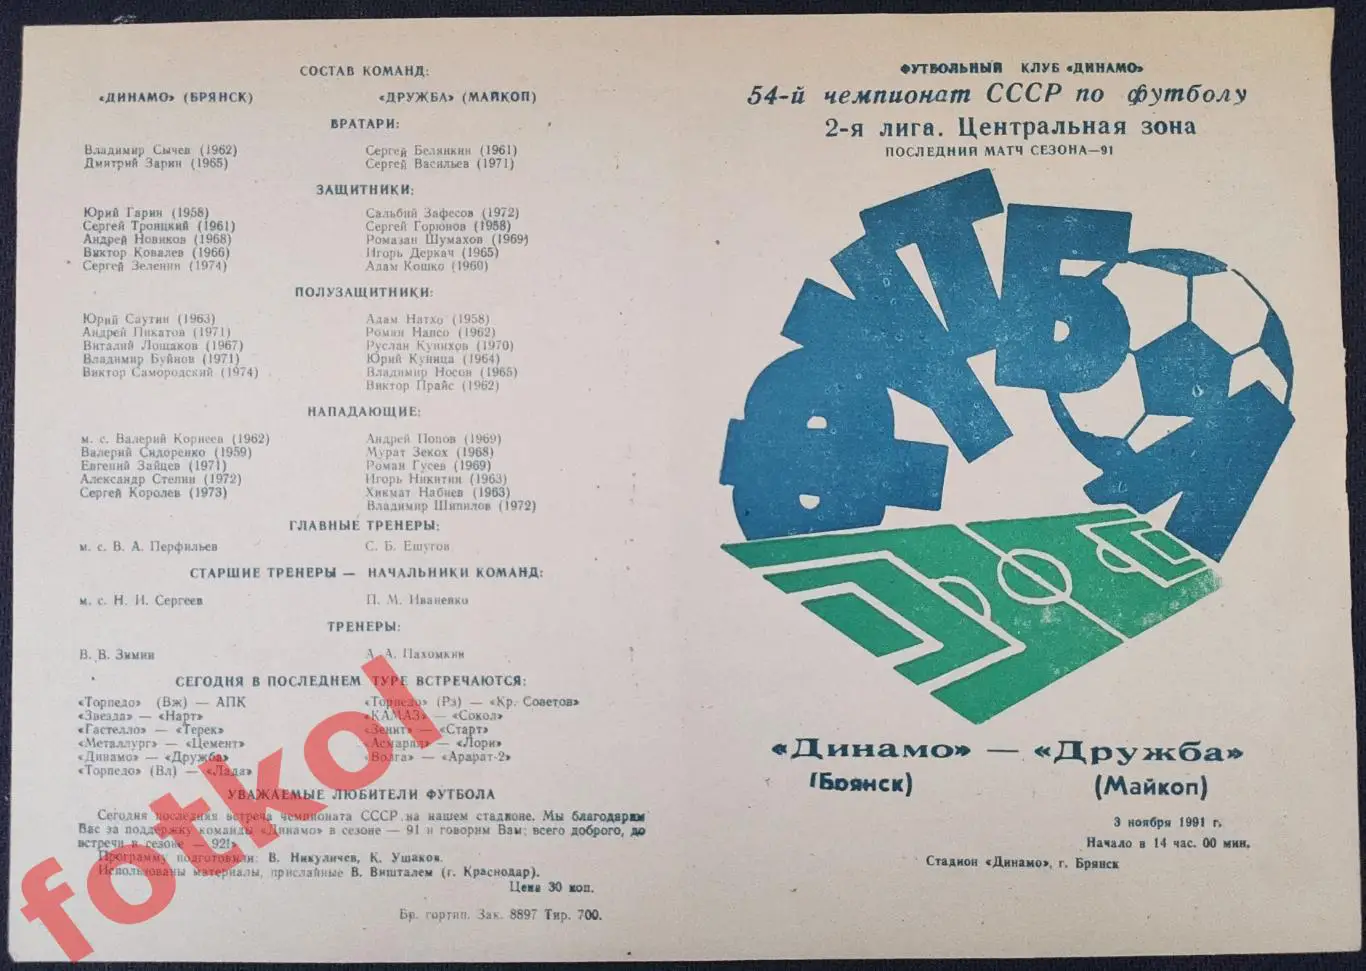 СОСТАВ КОМАНД:
«ДИНАМО» (БРЯНСК) «ДРУЖБА» (МАЙКОП)
ВРАТАРИ:
Владимир Сычев (1962) Сергей Белянкин (1961)
Дмитрий Зарин (1965) Сергей Васильев (1971)
ЗАЩИТНИКИ:
Юрий Гарин (1958) Сальбий Зафесов (1972)
Сергей Троицкий (1961) Сергей Горюнов (1958)
Андрей Новиков (1968) Ромазан Шумахов (1969)
Виктор Ковалев (1966) Игорь Деркач (1965)
Сергей Зеленин (1974) Адам Кошко (1960)
ПОЛУЗАЩИТНИКИ:
Юрий Саутин (1963) Адам Натхо (1958)
Андрей Пикатов (1971) Роман Напсо (1962)
Виталий Лощаков (1967) Руслан Купихов (1970)
Владимир Буйнов (1971) Юрий Куница (1964)
Виктор Самородский (1974) Владимир Носон (1965)
Виктор Прайс (1962)
НАПАДАЮЩИЕ:
м. с. Валерий Корнеев (1962) Андрей Попов (1969)
Валерий Сидоренко (1959) Мурат Зекох (1968)
Евгений Зайцев (1971) Роман Гусев (1969)
Александр Степин (1972) Игорь Никитин (1963)
Сергей Королев (1973) Хикмат Набиев (1963)
Владимир Шипилов (1972)
ГЛАВНЫЕ ТРЕНЕРЫ:
м. с. В. А. Перфильев С. Б. Ешугов
СТАРШИЕ ТРЕНЕРЫ — НАЧАЛЬНИКИ КОМАНД:
м. с. Н. И. Сергеев П. М. Иваненко
ТРЕНЕРЫ:
В. В. Зимин А. А. Пахомкин
СЕГОДНЯ В ПОСЛЕДНЕМ ТУРЕ ВСТРЕЧАЮТСЯ:
«Торпедо» (Вж) — АПК «Торпедо» (Рз) — «Кр. Советов»
«Звезда» — «Нарт» «КАМАЗ» — «Сокол»
«Гастелло» — «Терек» «Зенит» — «Старт»
«Металлург» — «Цемент» «Асмарал» — «Лори»
«Динамо» — «Дружба» «Волга» — «Арарат-2»
«Торпедо» (Вл) — «Лада»
УВАЖАЕМЫЕ ЛЮБИТЕЛИ ФУТБОЛА
Сегодня последняя встреча чемпионата СССР на нашем стадионе. Мы благодарим
Вас за поддержку команды «Динамо» в сезоне — 91 и говорим Вам: всего доброго, до
встречи в сезоне — 92!»
Программу подготовили: В. Никуличев, К. Ушаков.
Использованы материалы, присланные В. Вишталем (г. Краснодар).
Цена 30 коп.
Бр. гортип. Зак. 8897 Тир. 700.
ФУТБОЛЬНЫЙ КЛУБ «ДИНАМО»
54-й чемпионат СССР по футболу
2-я лига. Центральная зона
ПОСЛЕДНИЙ МАТЧ СЕЗОНА—91
ФУТБОЛ
«Динамо» — «Дружба»
(Брянск) (Майкоп)
3 ноября 1991 г.
Начало в 14 час. 00 мин.
Стадион «Динамо», г. Брянск
fotkol